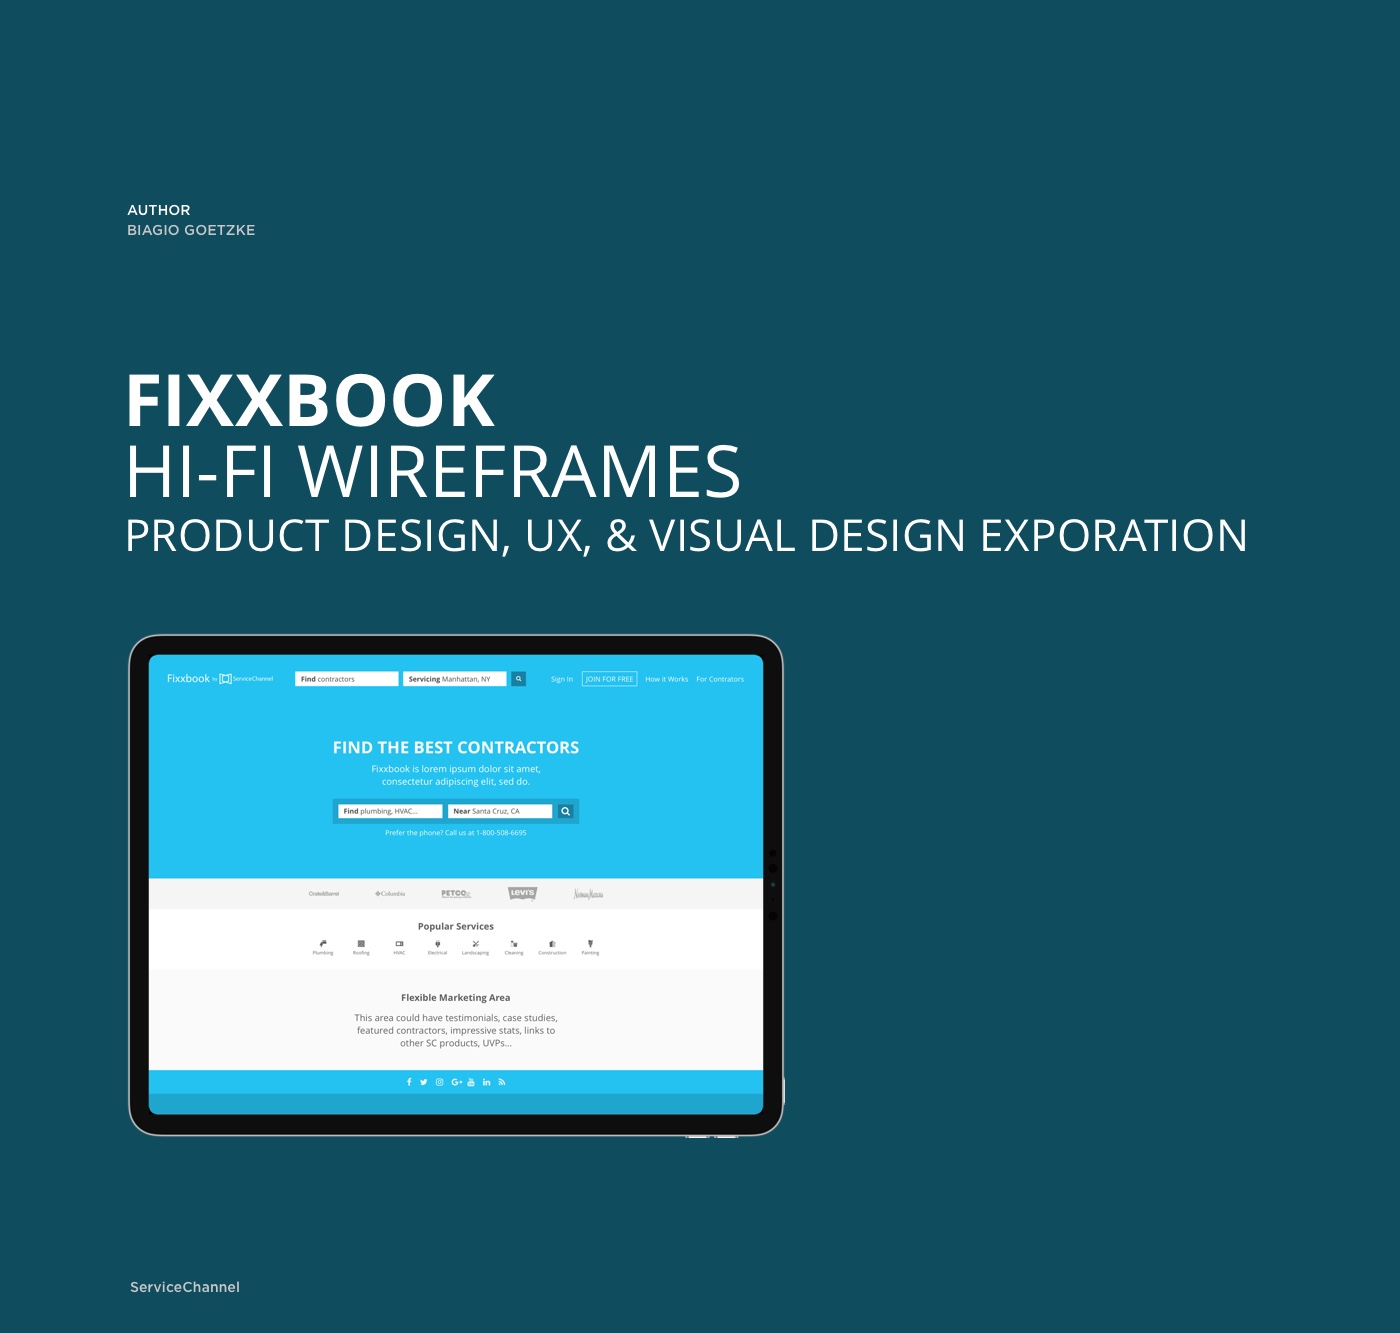 AUTHOR
BIAGIO GOETZKE
FIXXBOOK
HI-FI WIREFRAMES
PRODUCT DESIGN, UX, & VISUAL DESIGN EXPORATION
Fixxbook by ServiceChannel Find contractors Servicing Manhattan, NY Sign In JOIN FOR FREE How it Works For Contrators
FIND THE BEST CONTRACTORS
Fixxbook is lorem ipsum dolor sit amet,
consectetur adipiscing elit, sed do.
Find plumbing, HVAC... Near Santa Cruz, CA
Prefer the phone? Call us at 1-800-508-6695
Crate&Barrel Columbia PETCO Levi's Neiman Marcus
Popular Services
Plumbing Roofing HVAC Electrical Landscaping Cleaning Construction Painting
Flexible Marketing Area
This area could have testimonials, case studies,
featured contractors, impressive stats, links to
other SC products, UVPs...
ServiceChannel